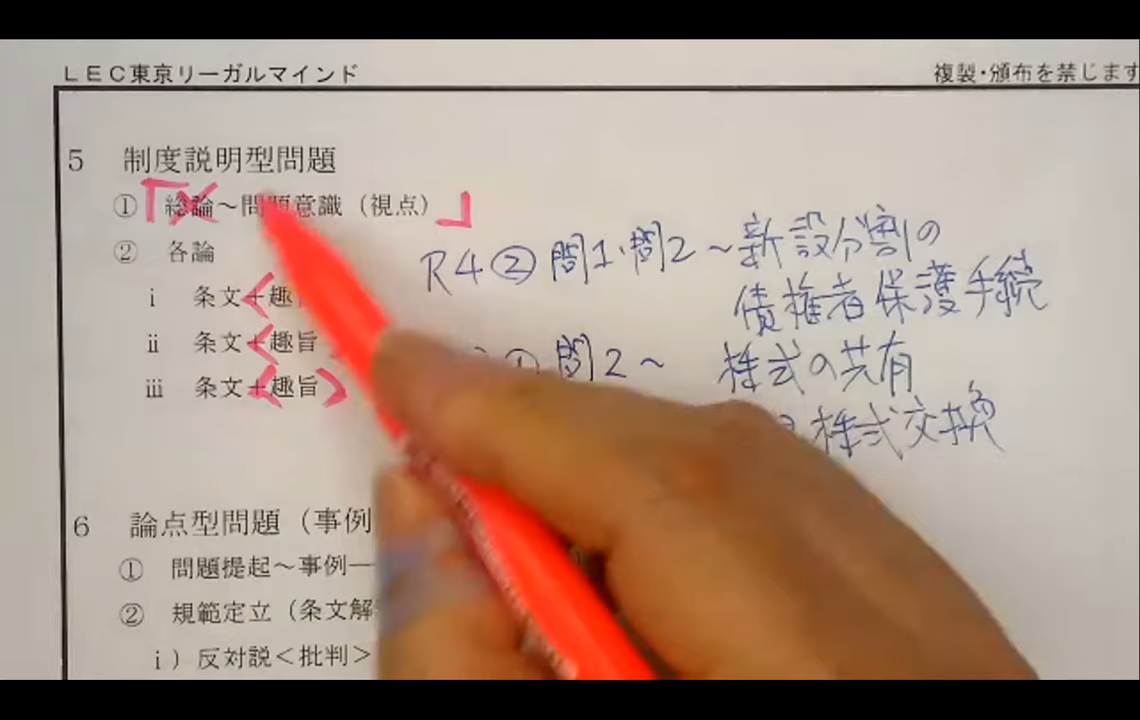 LEC東京リーガルマインド
複製・頒布を禁じます
5 制度説明型問題
① 「総論～問題意識（視点）」
② 各論
ⅰ 条文＋趣
ⅱ 条文＋趣旨
ⅲ 条文＋趣旨
R4② 問1・問2～新設分割の
債権者保護手続
① 問2～ 株式の共有
株式交換
6 論点型問題（事例
① 問題提起～事例―
② 規範定立（条文解
ⅰ）反対説＜批判＞